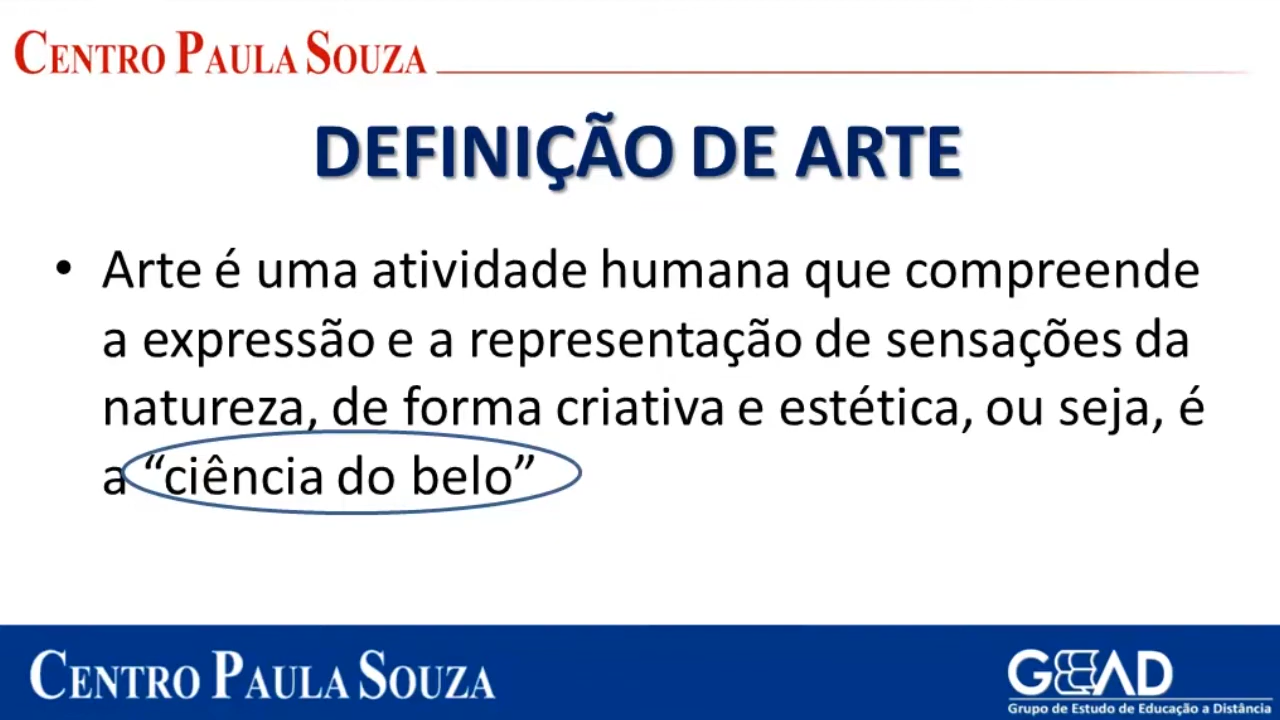 CENTRO PAULA SOUZA
DEFINIÇÃO DE ARTE
• Arte é uma atividade humana que compreende
a expressão e a representação de sensações da
natureza, de forma criativa e estética, ou seja, é
a “ciência do belo”
CENTRO PAULA SOUZA
GEEAD
Grupo de Estudo de Educação a Distância